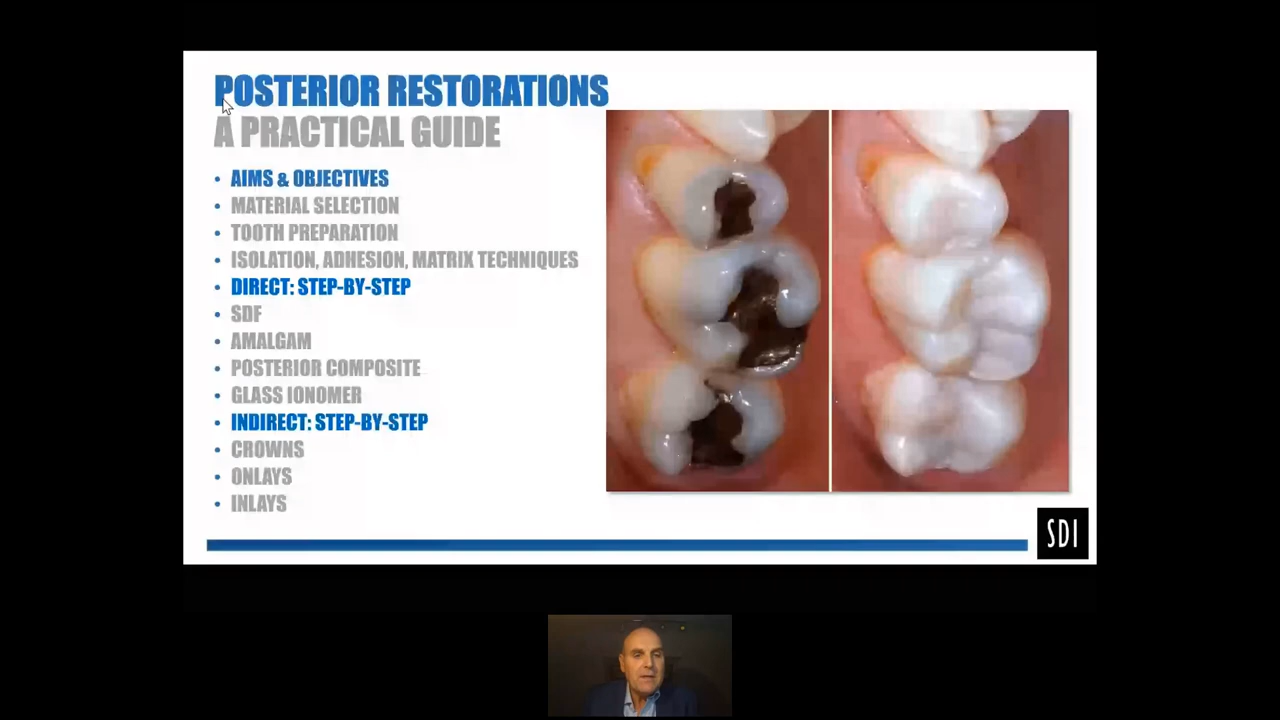 POSTERIOR RESTORATIONS
A PRACTICAL GUIDE
• AIMS & OBJECTIVES
• MATERIAL SELECTION
• TOOTH PREPARATION
• ISOLATION, ADHESION, MATRIX TECHNIQUES
• DIRECT: STEP-BY-STEP
• SDF
• AMALGAM
• POSTERIOR COMPOSITE
• GLASS IONOMER
• INDIRECT: STEP-BY-STEP
• CROWNS
• ONLAYS
• INLAYS
SDI